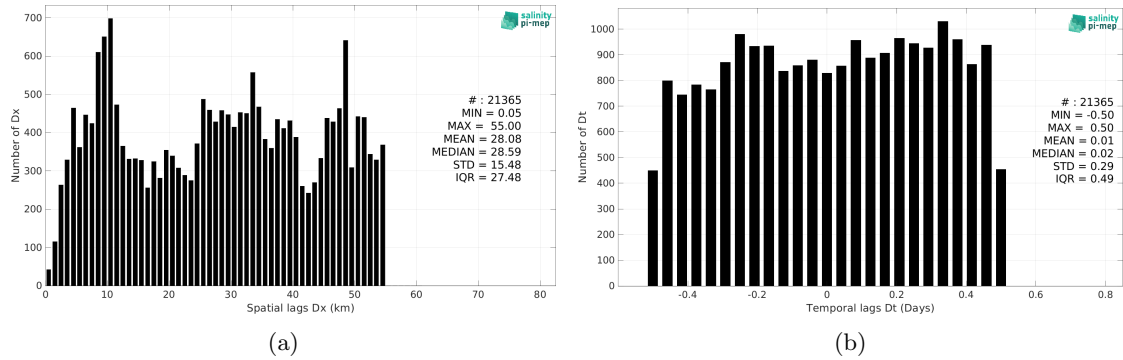 salinity
pi-mep
Number of Dx
700
600
500
400
300
200
100
0
# : 21365
MIN = 0.05
MAX = 55.00
MEAN = 28.08
MEDIAN = 28.59
STD = 15.48
IQR = 27.48
0 10 20 30 40 50 60 70 80
Spatial lags Dx (km)
(a)
salinity
pi-mep
Number of Dt
1000
900
800
700
600
500
400
300
200
100
0
# : 21365
MIN = -0.50
MAX = 0.50
MEAN = 0.01
MEDIAN = 0.02
STD = 0.29
IQR = 0.49
-0.4 -0.2 0 0.2 0.4 0.6 0.8
Temporal lags Dt (Days)
(b)